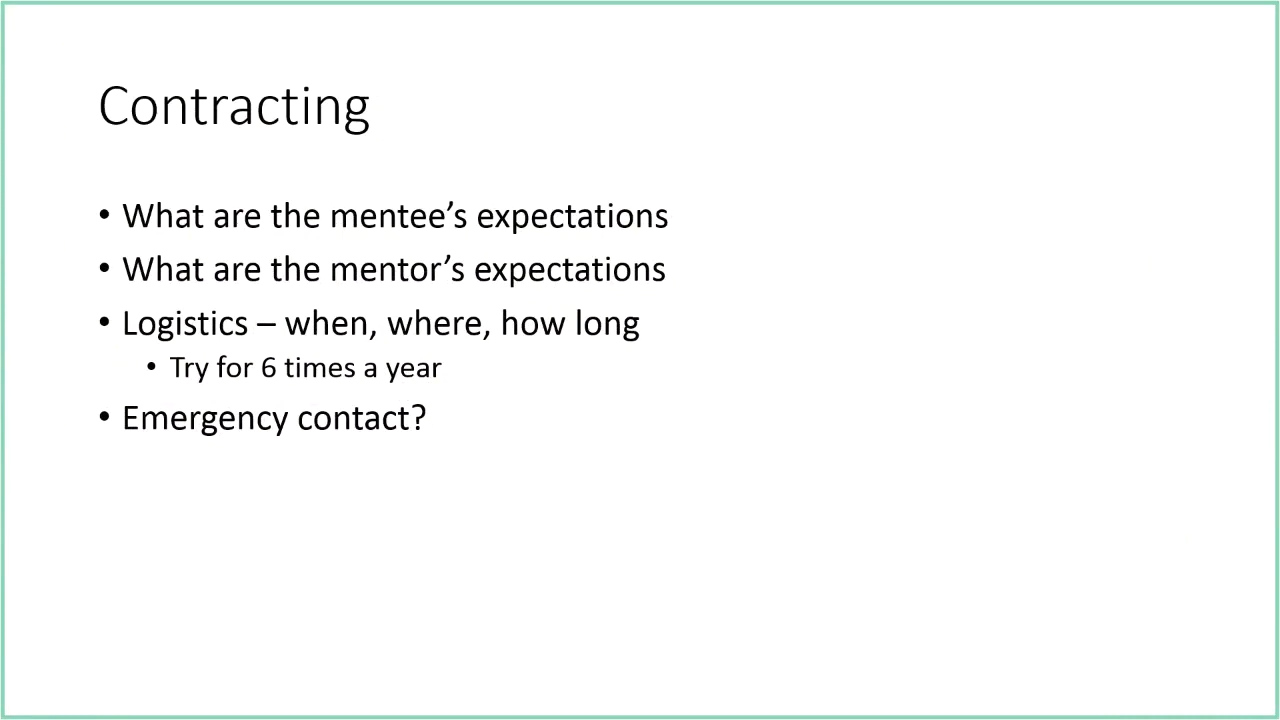 Contracting
• What are the mentee’s expectations
• What are the mentor’s expectations
• Logistics – when, where, how long
• Try for 6 times a year
• Emergency contact?